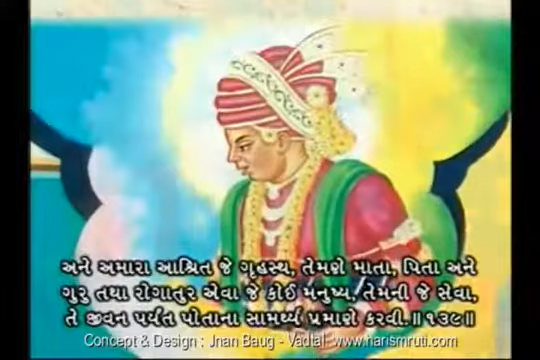 અને અમારા આશ્રિત જે ગૃહસ્થ, તેમણે માતા, પિતા અને
ગુરુ તથા રોગાતુર એવા જે કોઈ મનુષ્ય, તેમની જે સેવા,
તે જીવન પર્યંત પોતાના સામર્થ્ય પ્રમાણે કરવી.॥૧૩૯॥
Concept & Design : Jnan Baug - Vadtal www.harismruti.com